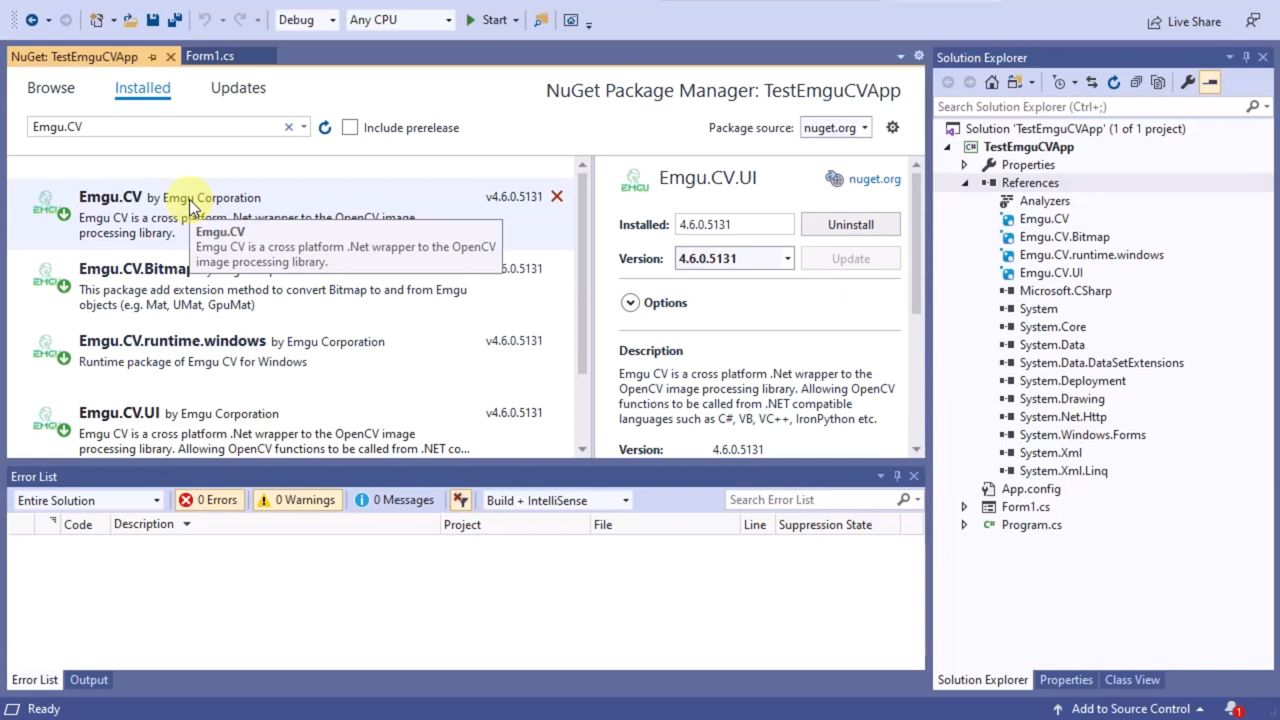 Debug
Any CPU
Start
Live Share
NuGet: TestEmguCVApp
Form1.cs
Browse
Installed
Updates
NuGet Package Manager: TestEmguCVApp
Emgu.CV
Include prerelease
Package source:
nuget.org
Emgu.CV by Emgu Corporation
v4.6.0.5131
Emgu CV is a cross platform .Net wrapper to the OpenCV image
processing library.
Emgu.CV
Emgu CV is a cross platform .Net wrapper to the OpenCV
image processing library.
Emgu.CV.Bitmap
This package add extension method to convert Bitmap to and from Emgu
objects (e.g. Mat, UMat, GpuMat)
Emgu.CV.runtime.windows by Emgu Corporation
v4.6.0.5131
Runtime package of Emgu CV for Windows
Emgu.CV.UI by Emgu Corporation
v4.6.0.5131
Emgu CV is a cross platform .Net wrapper to the OpenCV image
processing library. Allowing OpenCV functions to be called from .NET co...
EMGU
Emgu.CV.UI
nuget.org
Installed:
4.6.0.5131
Uninstall
Version:
4.6.0.5131
Update
Options
Description
Emgu CV is a cross platform .Net wrapper to the
OpenCV image processing library. Allowing OpenCV
functions to be called from .NET compatible
languages such as C#, VB, VC++, IronPython etc.
Version:
4.6.0.5131
Error List
Entire Solution
0 Errors
0 Warnings
0 Messages
Build + IntelliSense
Search Error List
Code
Description
Project
File
Line
Suppression State
Error List
Output
Solution Explorer
Search Solution Explorer (Ctrl+;)
Solution 'TestEmguCVApp' (1 of 1 project)
C# TestEmguCVApp
Properties
References
Analyzers
Emgu.CV
Emgu.CV.Bitmap
Emgu.CV.runtime.windows
Emgu.CV.UI
Microsoft.CSharp
System
System.Core
System.Data
System.Data.DataSetExtensions
System.Deployment
System.Drawing
System.Net.Http
System.Windows.Forms
System.Xml
System.Xml.Linq
App.config
Form1.cs
C# Program.cs
Solution Explorer
Properties
Class View
Ready
Add to Source Control
1